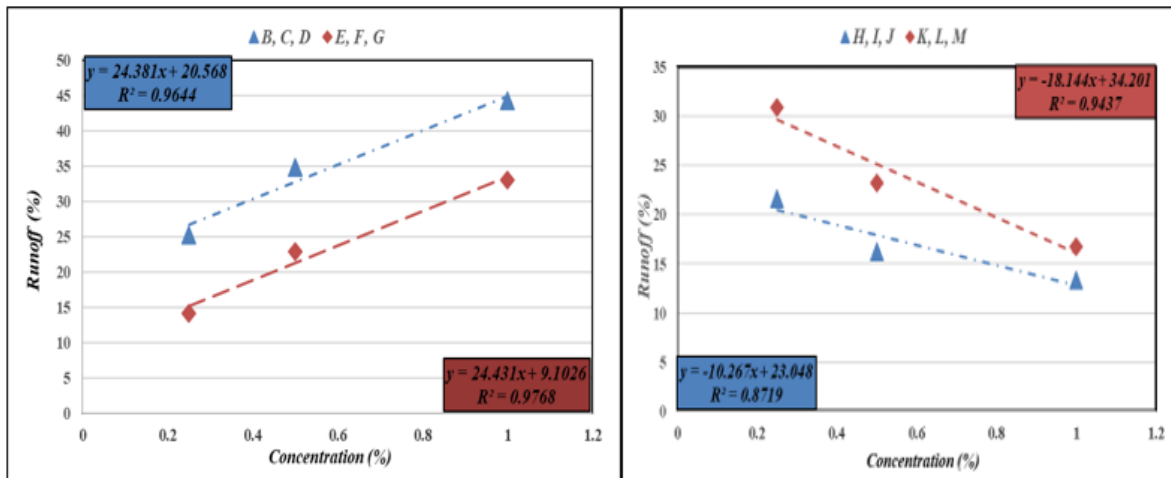 B, C, D E, F, G
50
y = 24.381x + 20.568
R² = 0.9644
45
40
35
30
25
20
15
10
5
0
Runoff (%)
y = 24.431x + 9.1026
R² = 0.9768
0 0.2 0.4 0.6 0.8 1 1.2
Concentration (%)
H, I, J K, L, M
35
y = -18.144x + 34.201
R² = 0.9437
30
25
20
15
10
5
0
Runoff (%)
y = -10.267x + 23.048
R² = 0.8719
0 0.2 0.4 0.6 0.8 1 1.2
Concentration (%)